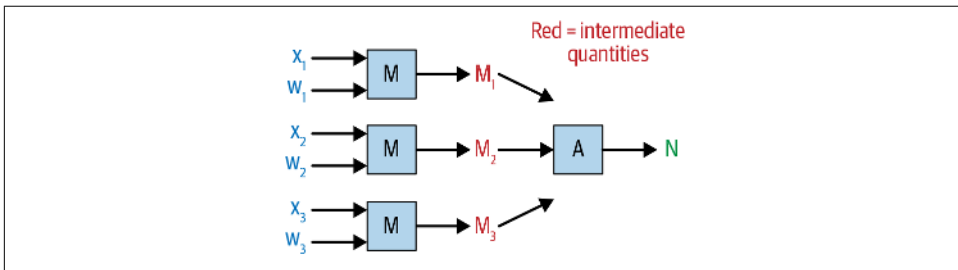 Red = intermediate
quantities
X₁
W₁
M
M₁
X₂
W₂
M
M₂
A
N
X₃
W₃
M
M₃